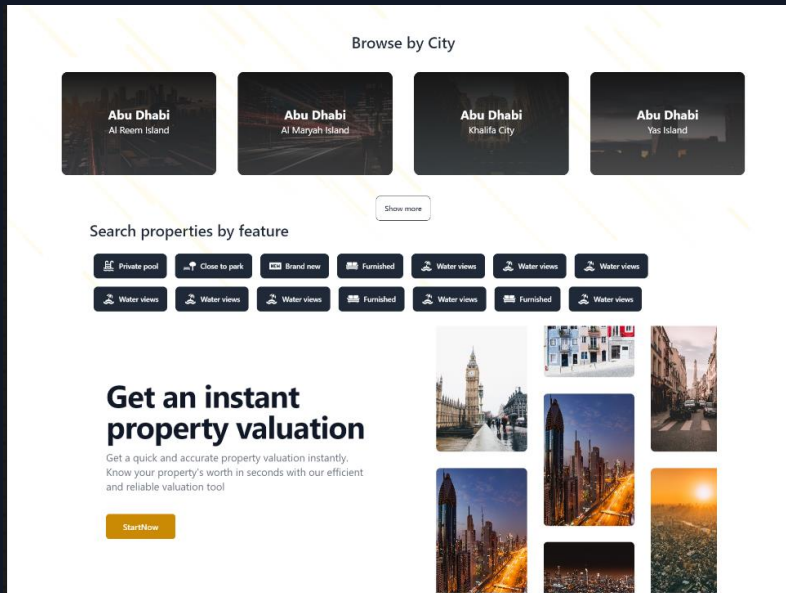 Browse by City
Abu Dhabi
Al Reem Island
Abu Dhabi
Al Maryah Island
Abu Dhabi
Khalifa City
Abu Dhabi
Yas Island
Show more
Search properties by feature
Private pool
Close to park
NEW Brand new
Furnished
Water views
Water views
Water views
Water views
Water views
Water views
Furnished
Water views
Furnished
Water views
Get an instant
property valuation
Get a quick and accurate property valuation instantly.
Know your property's worth in seconds with our efficient
and reliable valuation tool
StartNow